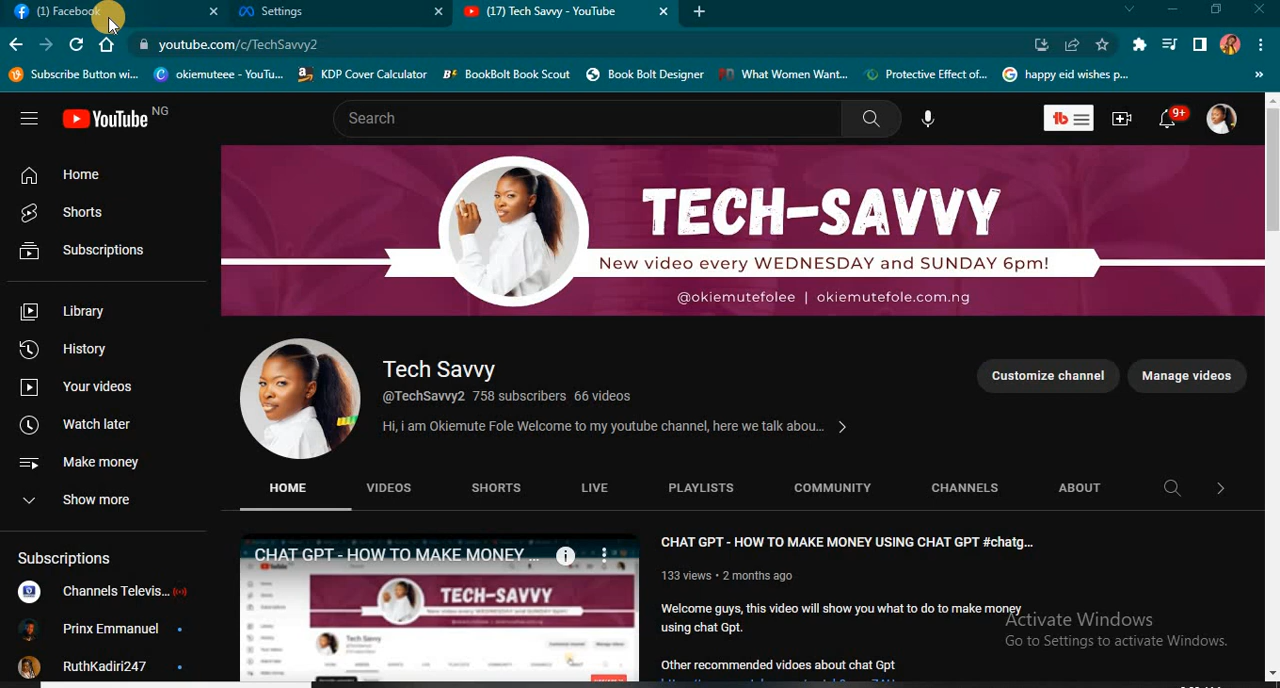 (1) Facebook
Settings
(17) Tech Savvy - YouTube
youtube.com/c/TechSavvy2
Subscribe Button wi...
okiemuteee - YouTu...
KDP Cover Calculator
BookBolt Book Scout
Book Bolt Designer
What Women Want...
Protective Effect of...
happy eid wishes p...
YouTube NG
Search
9+
Home
Shorts
Subscriptions
Library
History
Your videos
Watch later
Make money
Show more
Subscriptions
Channels Televis...
Prinx Emmanuel
RuthKadiri247
TECH-SAVVY
New video every WEDNESDAY and SUNDAY 6pm!
@okiemutefolee | okiemutefole.com.ng
Tech Savvy
@TechSavvy2 758 subscribers 66 videos
Hi, i am Okiemute Fole Welcome to my youtube channel, here we talk abou...
Customize channel
Manage videos
HOME
VIDEOS
SHORTS
LIVE
PLAYLISTS
COMMUNITY
CHANNELS
ABOUT
CHAT GPT - HOW TO MAKE MONEY ...
TECH-SAVVY
Tech Savvy
CHAT GPT - HOW TO MAKE MONEY USING CHAT GPT #chatg...
133 views • 2 months ago
Welcome guys, this video will show you what to do to make money
using chat Gpt.
Other recommended vidoes about chat Gpt
Activate Windows
Go to Settings to activate Windows.